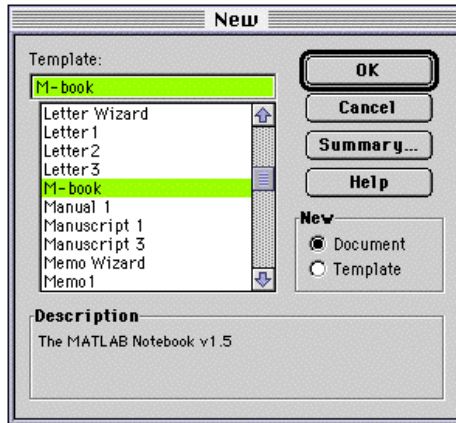 New
Template:
M-book
Letter Wizard
Letter1
Letter2
Letter3
M-book
Manual 1
Manuscript 1
Manuscript 3
Memo Wizard
Memo1
OK
Cancel
Summary...
Help
New
Document
Template
Description
The MATLAB Notebook v1.5